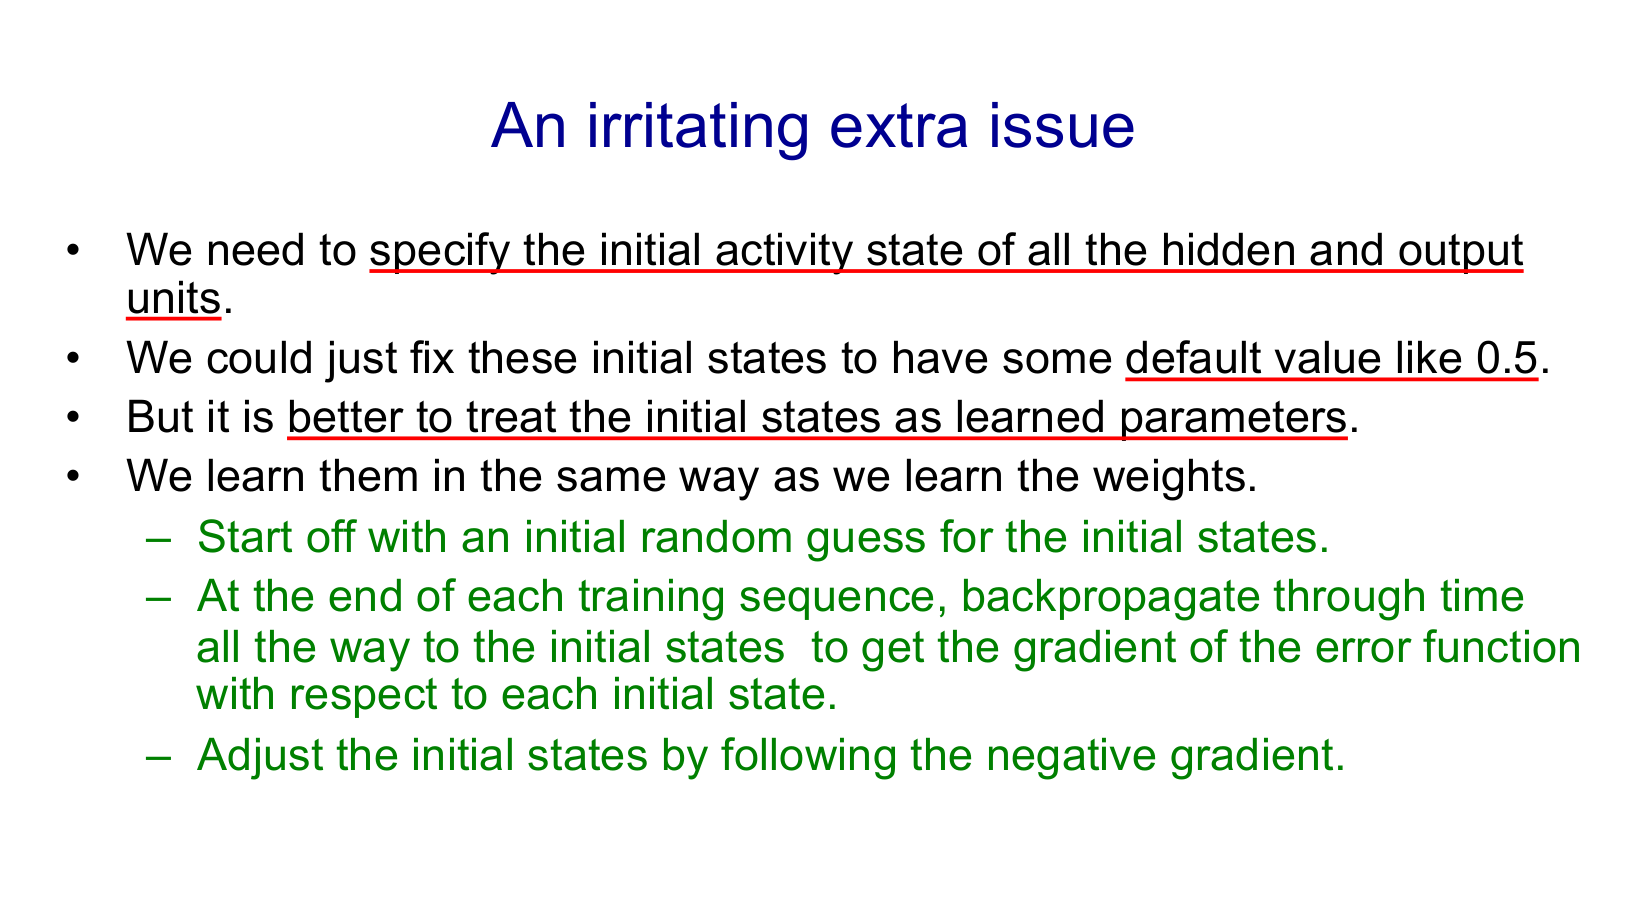 An irritating extra issue
• We need to specify the initial activity state of all the hidden and output
units.
• We could just fix these initial states to have some default value like 0.5.
• But it is better to treat the initial states as learned parameters.
• We learn them in the same way as we learn the weights.
– Start off with an initial random guess for the initial states.
– At the end of each training sequence, backpropagate through time
all the way to the initial states  to get the gradient of the error function
with respect to each initial state.
– Adjust the initial states by following the negative gradient.